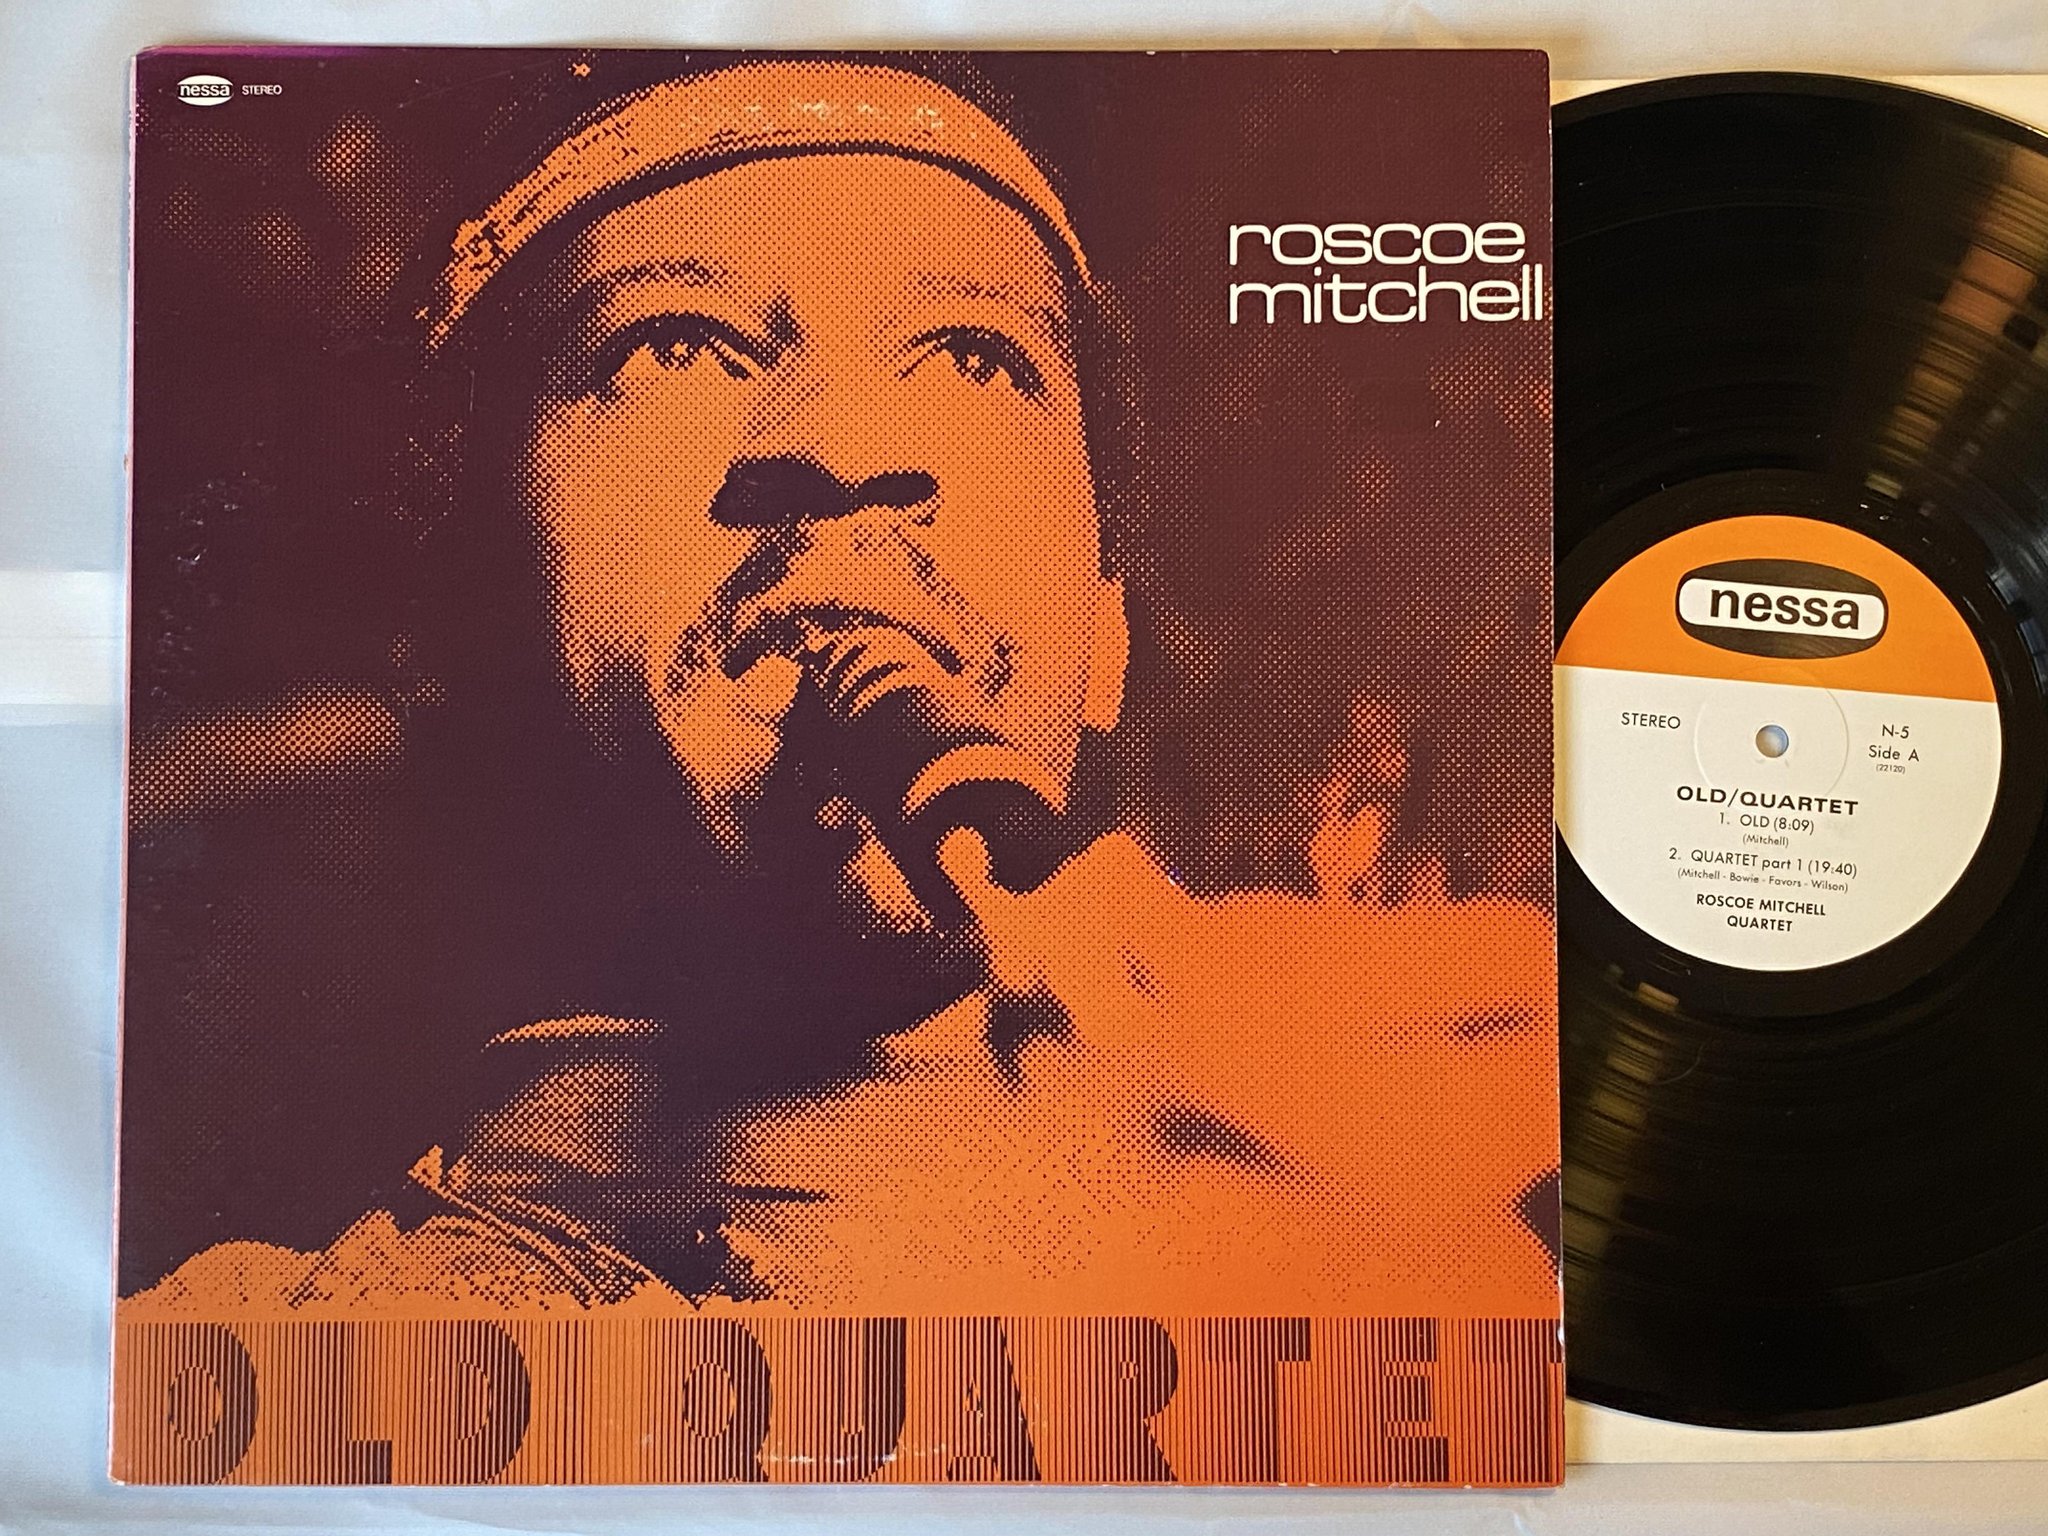 nessa STEREO
roscoe
mitchell
OLD QUARTET
nessa
STEREO
N-5
Side A
(22120)
OLD/QUARTET
1. OLD (8:09)
(Mitchell)
2. QUARTET part 1 (19:40)
(Mitchell - Bowie - Favors - Wilson)
ROSCOE MITCHELL
QUARTET